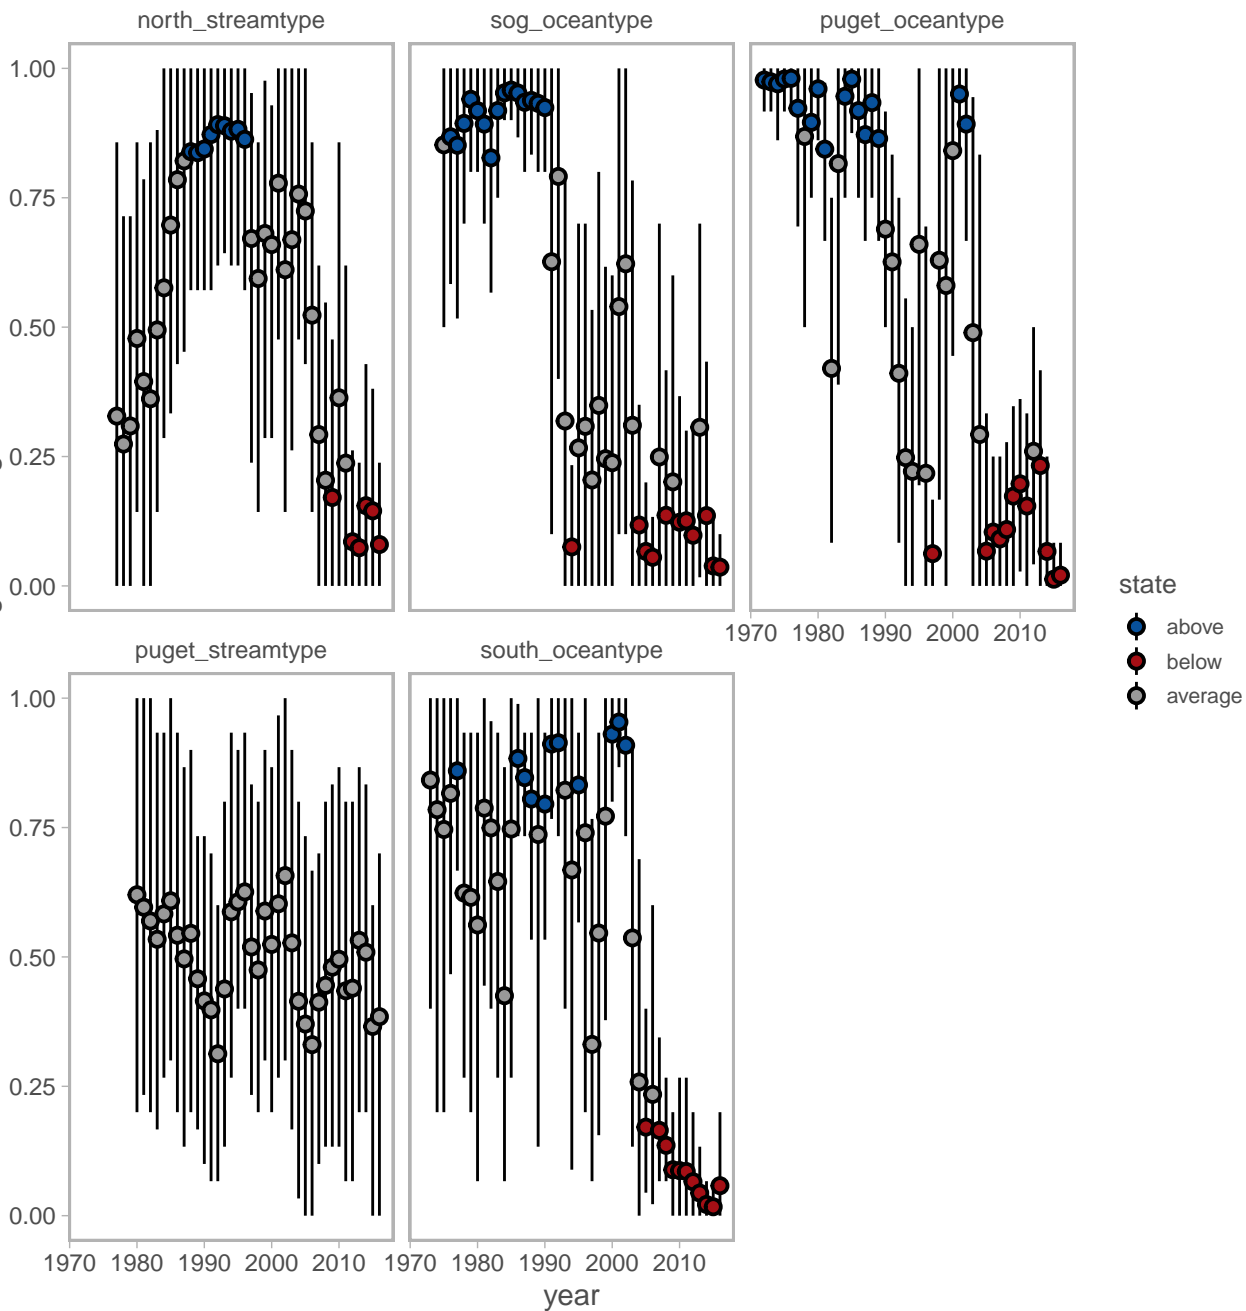 north_streamtype sog_oceantype puget_oceantype
1.00
0.75
0.50
0.25
0.00
1970 1980 1990 2000 2010
state
above
below
average
puget_streamtype south_oceantype
1.00
0.75
0.50
0.25
0.00
1970 1980 1990 2000 2010 1970 1980 1990 2000 2010
year